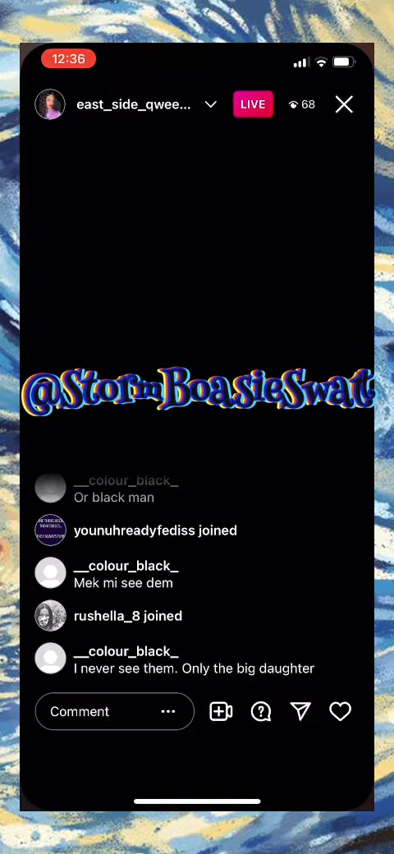 12:36
east_side_qwee...
LIVE
68
@StormBoasieSwatt
__colour_black_
Or black man
younuhreadyfediss joined
__colour_black_
Mek mi see dem
rushella_8 joined
__colour_black_
I never see them. Only the big daughter
Comment